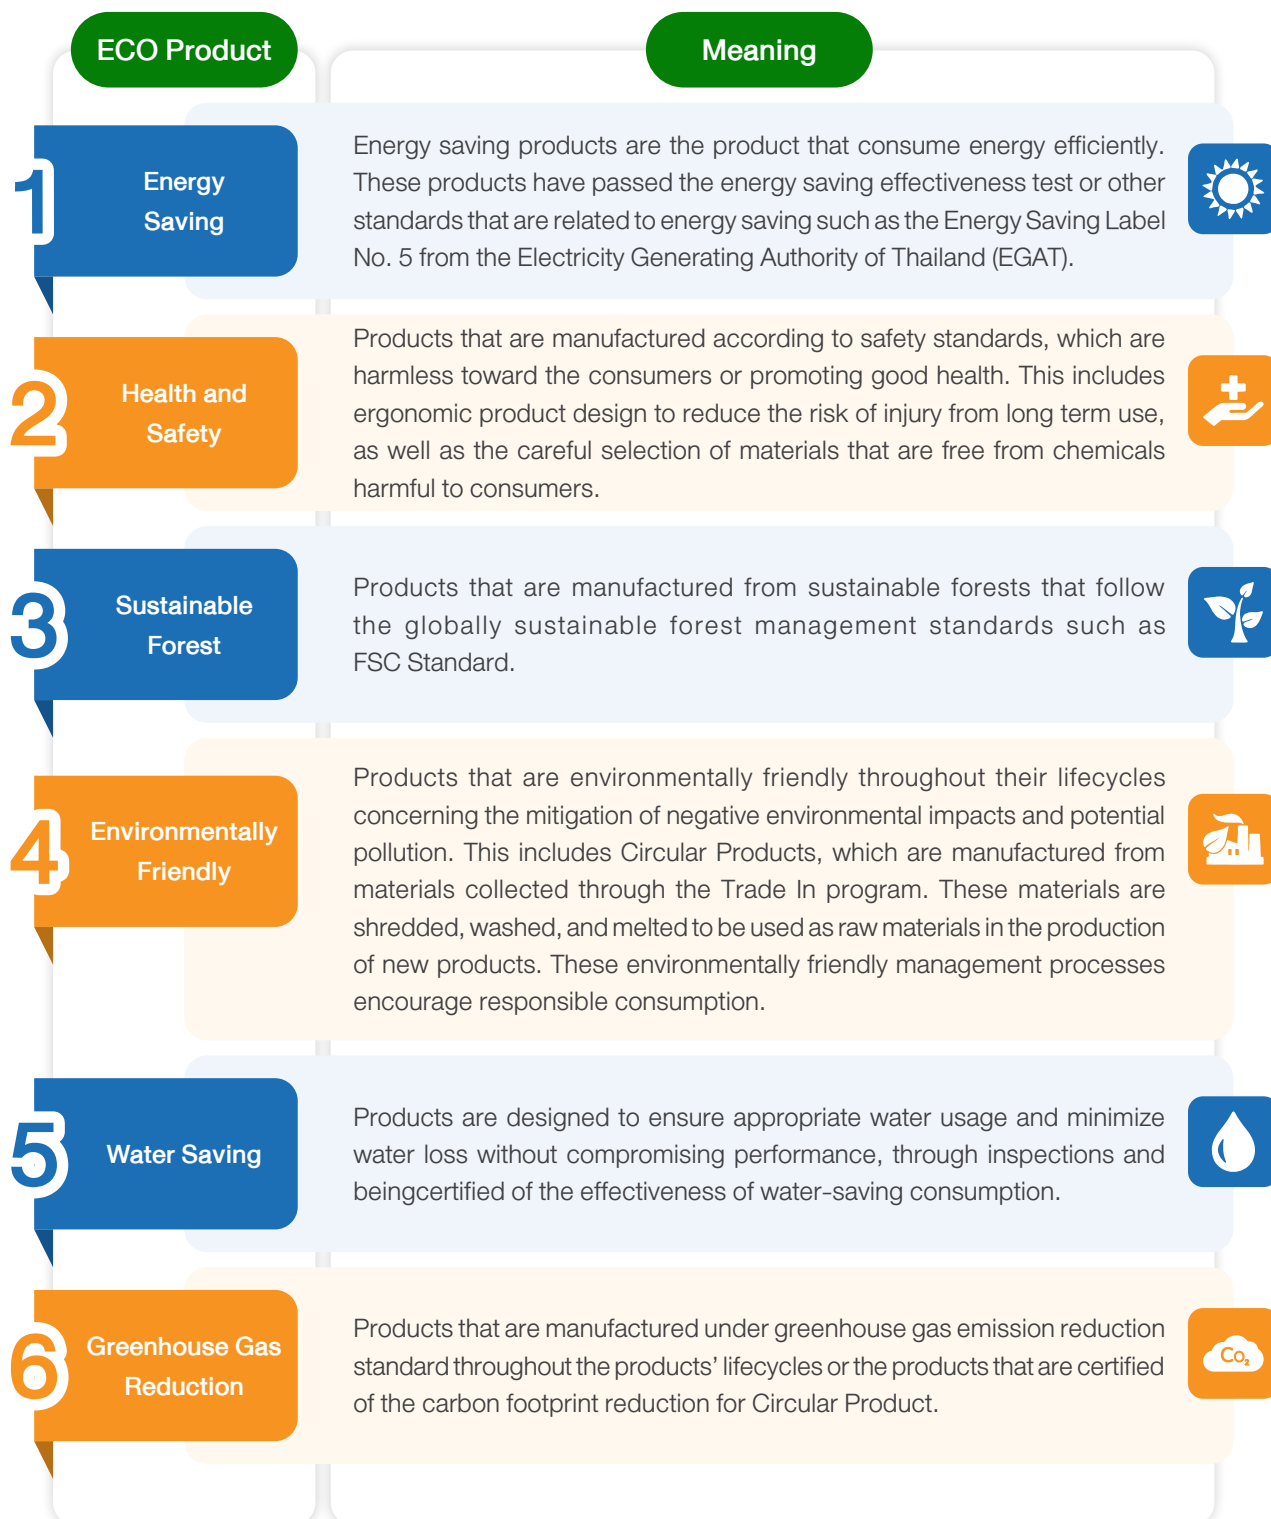 ECO Product
Meaning
1
Energy
Saving
Energy saving products are the product that consume energy efficiently.
These products have passed the energy saving effectiveness test or other
standards that are related to energy saving such as the Energy Saving Label
No. 5 from the Electricity Generating Authority of Thailand (EGAT).
2
Health and
Safety
Products that are manufactured according to safety standards, which are
harmless toward the consumers or promoting good health. This includes
ergonomic product design to reduce the risk of injury from long term use,
as well as the careful selection of materials that are free from chemicals
harmful to consumers.
3
Sustainable
Forest
Products that are manufactured from sustainable forests that follow
the globally sustainable forest management standards such as
FSC Standard.
4
Environmentally
Friendly
Products that are environmentally friendly throughout their lifecycles
concerning the mitigation of negative environmental impacts and potential
pollution. This includes Circular Products, which are manufactured from
materials collected through the Trade In program. These materials are
shredded, washed, and melted to be used as raw materials in the production
of new products. These environmentally friendly management processes
encourage responsible consumption.
5
Water Saving
Products are designed to ensure appropriate water usage and minimize
water loss without compromising performance, through inspections and
beingcertified of the effectiveness of water-saving consumption.
6
Greenhouse Gas
Reduction
Products that are manufactured under greenhouse gas emission reduction
standard throughout the products’ lifecycles or the products that are certified
of the carbon footprint reduction for Circular Product.
CO₂